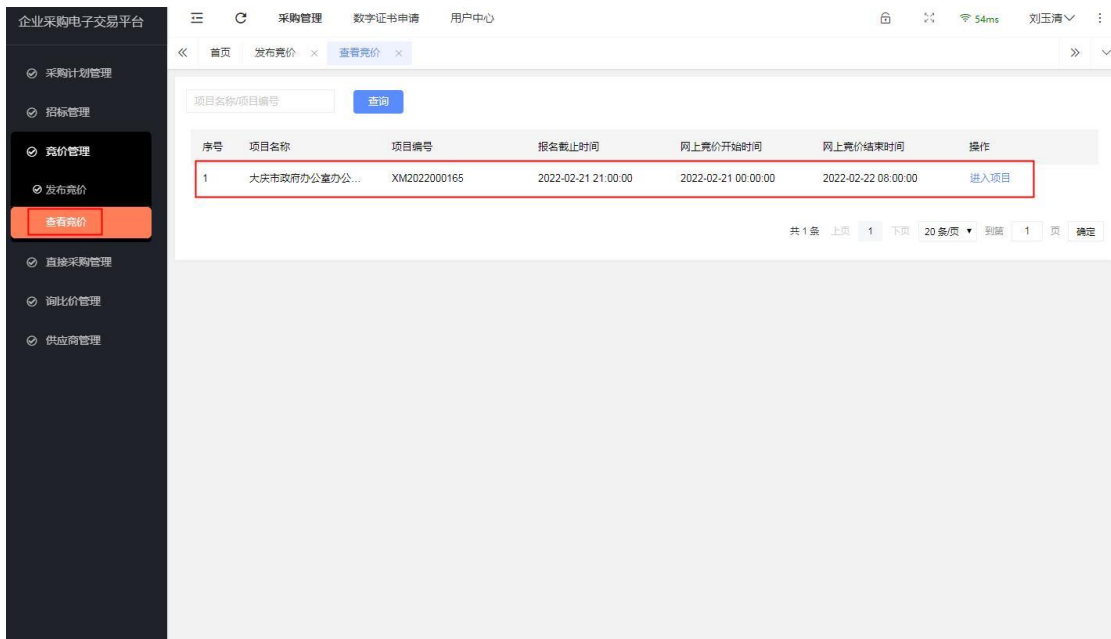 企业采购电子交易平台
采购管理 数字证书申请 用户中心 54ms 刘玉清
首页 发布竞价 × 查看竞价 ×
采购计划管理
招标管理
竞价管理
发布竞价
查看竞价
直接采购管理
询比价管理
供应商管理
项目名称/项目编号 查询
序号 项目名称 项目编号 报名截止时间 网上竞价开始时间 网上竞价结束时间 操作
1 大庆市政府办公室办公... XM2022000165 2022-02-21 21:00:00 2022-02-21 00:00:00 2022-02-22 08:00:00 进入项目
共 1 条 上页 1 下页 20 条/页 到第 1 页 确定